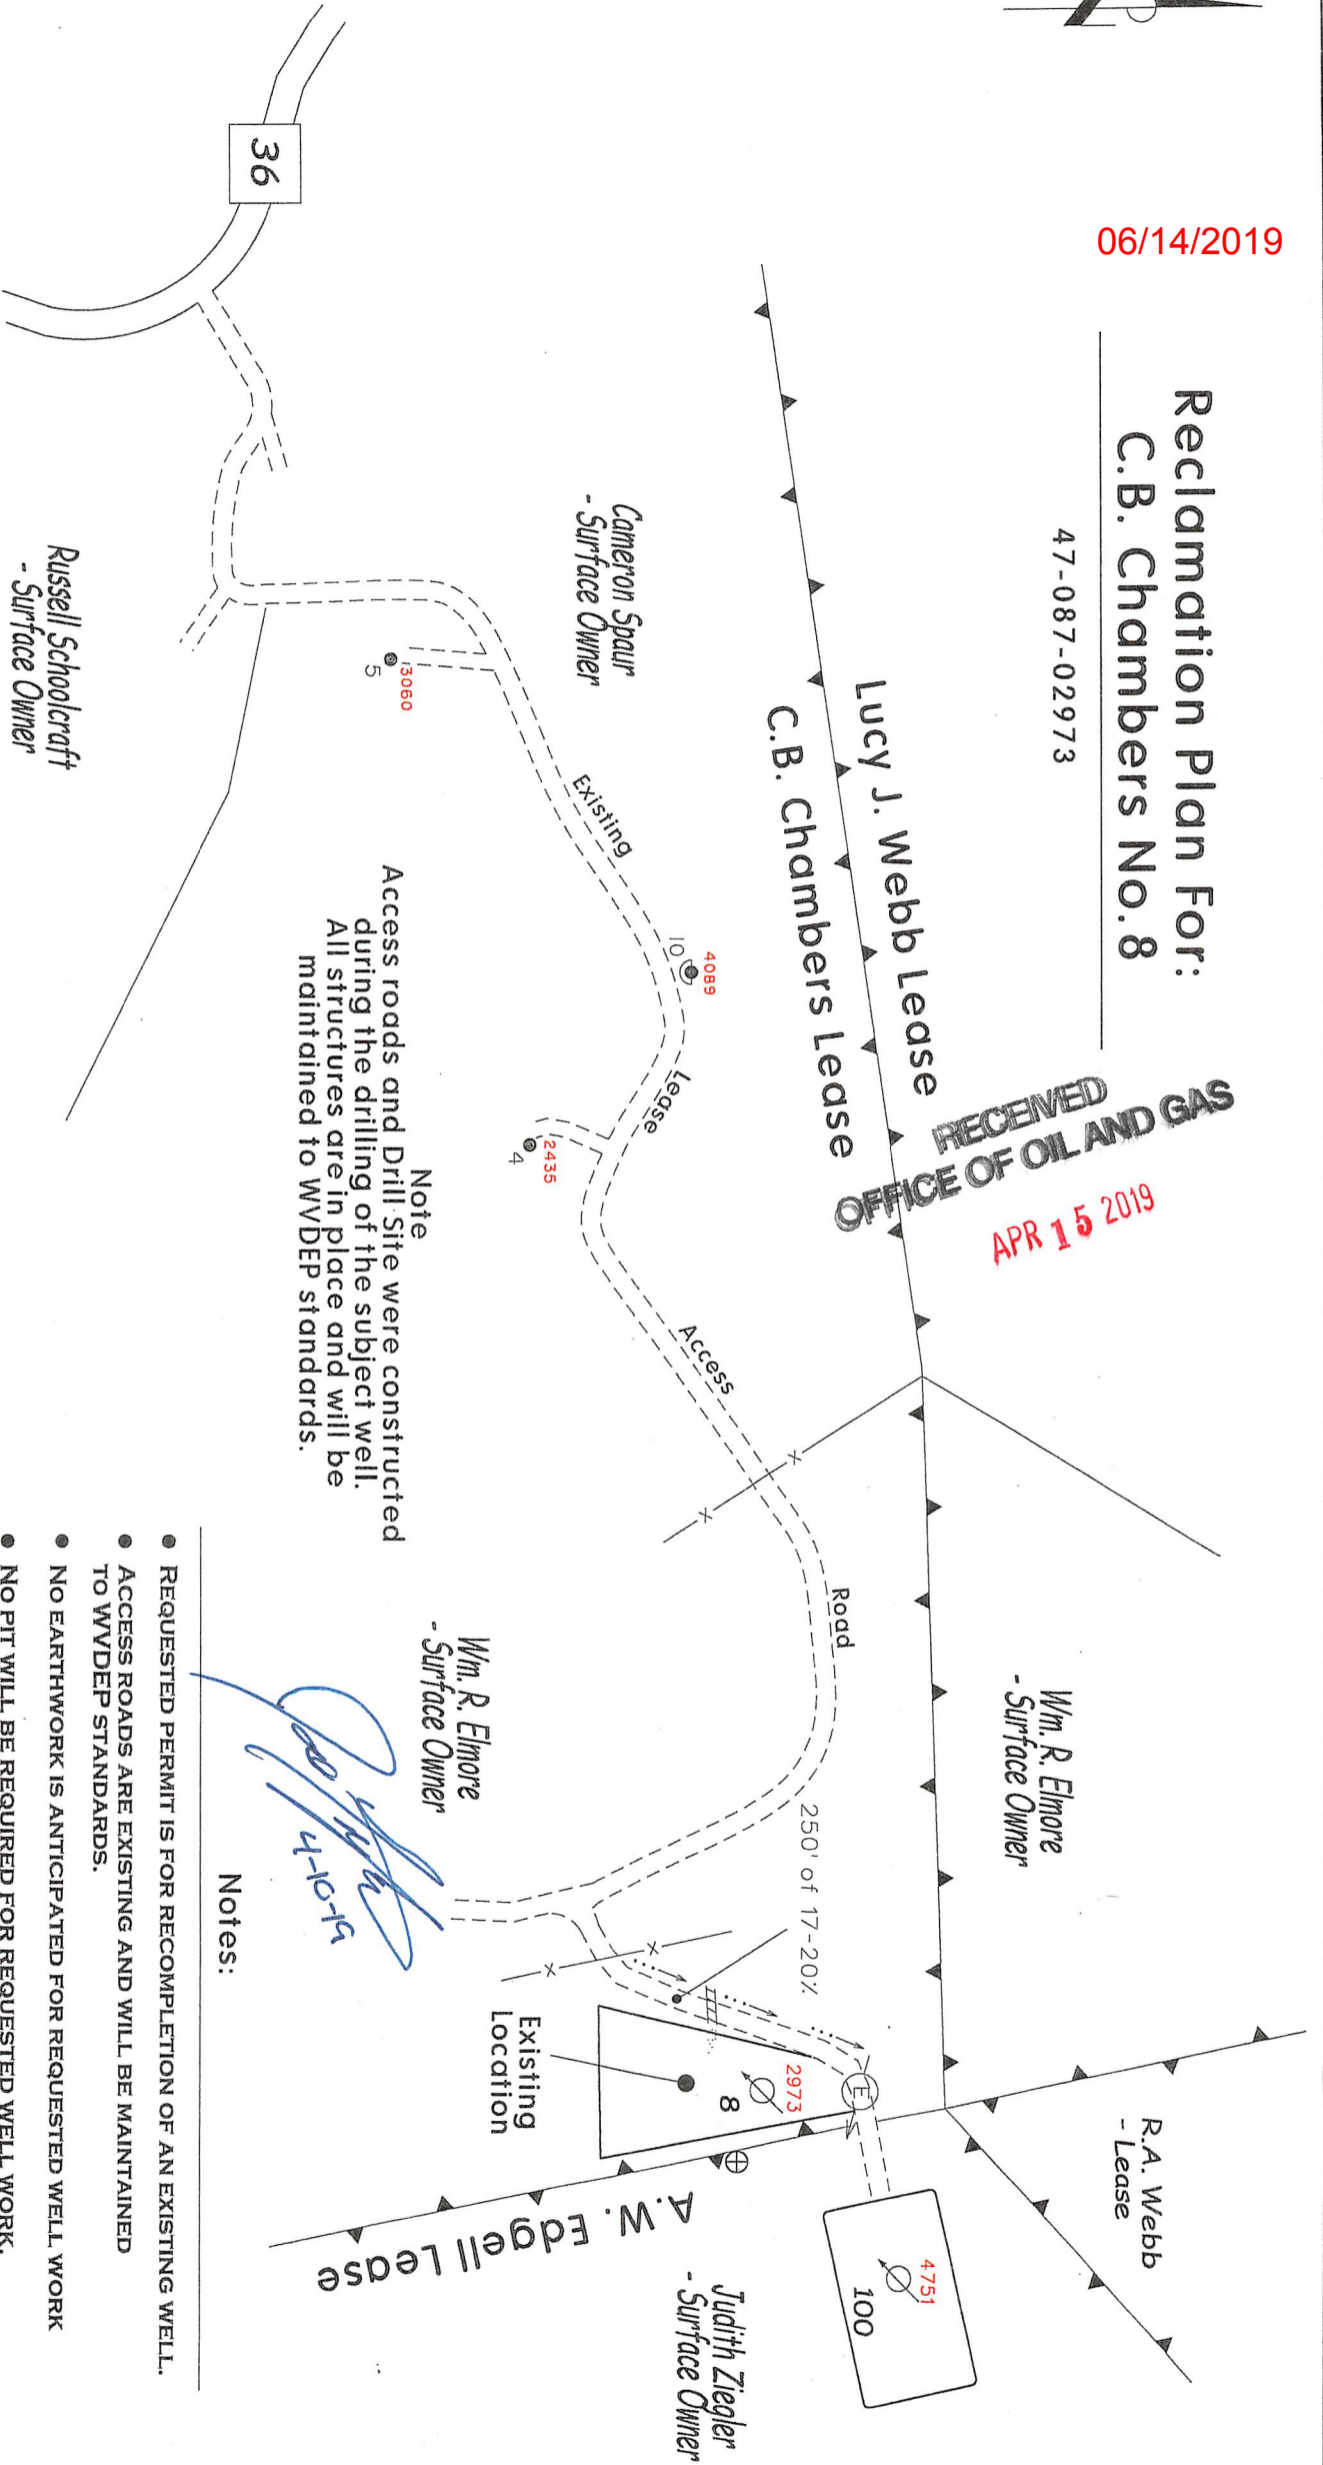 06/14/2019
Reclamation Plan For:
C.B. Chambers No. 8
47-087-02973
RECEIVED
OFFICE OF OIL AND GAS
APR 15 2019
Lucy J. Webb Lease
C.B. Chambers Lease
36
Cameron Spaur
- Surface Owner
Russell Schoolcraft
- Surface Owner
3060
5
Existing
4089
10
Lease
2435
4
Access
Road
Note
Access roads and Drill Site were constructed
during the drilling of the subject well.
All structures are in place and will be
maintained to WVDEP standards.
Wm. R. Elmore
- Surface Owner
Wm. R. Elmore
- Surface Owner
250' of 17-20%
R.A. Webb
- Lease
E
2973
8
Existing
Location
4751
100
A.W. Edgell Lease
Judith Ziegler
- Surface Owner
4-10-19
Notes:
● REQUESTED PERMIT IS FOR RECOMPLETION OF AN EXISTING WELL.
● ACCESS ROADS ARE EXISTING AND WILL BE MAINTAINED
TO WVDEP STANDARDS.
● NO EARTHWORK IS ANTICIPATED FOR REQUESTED WELL WORK
● NO PIT WILL BE REQUIRED FOR REQUESTED WELL WORK.